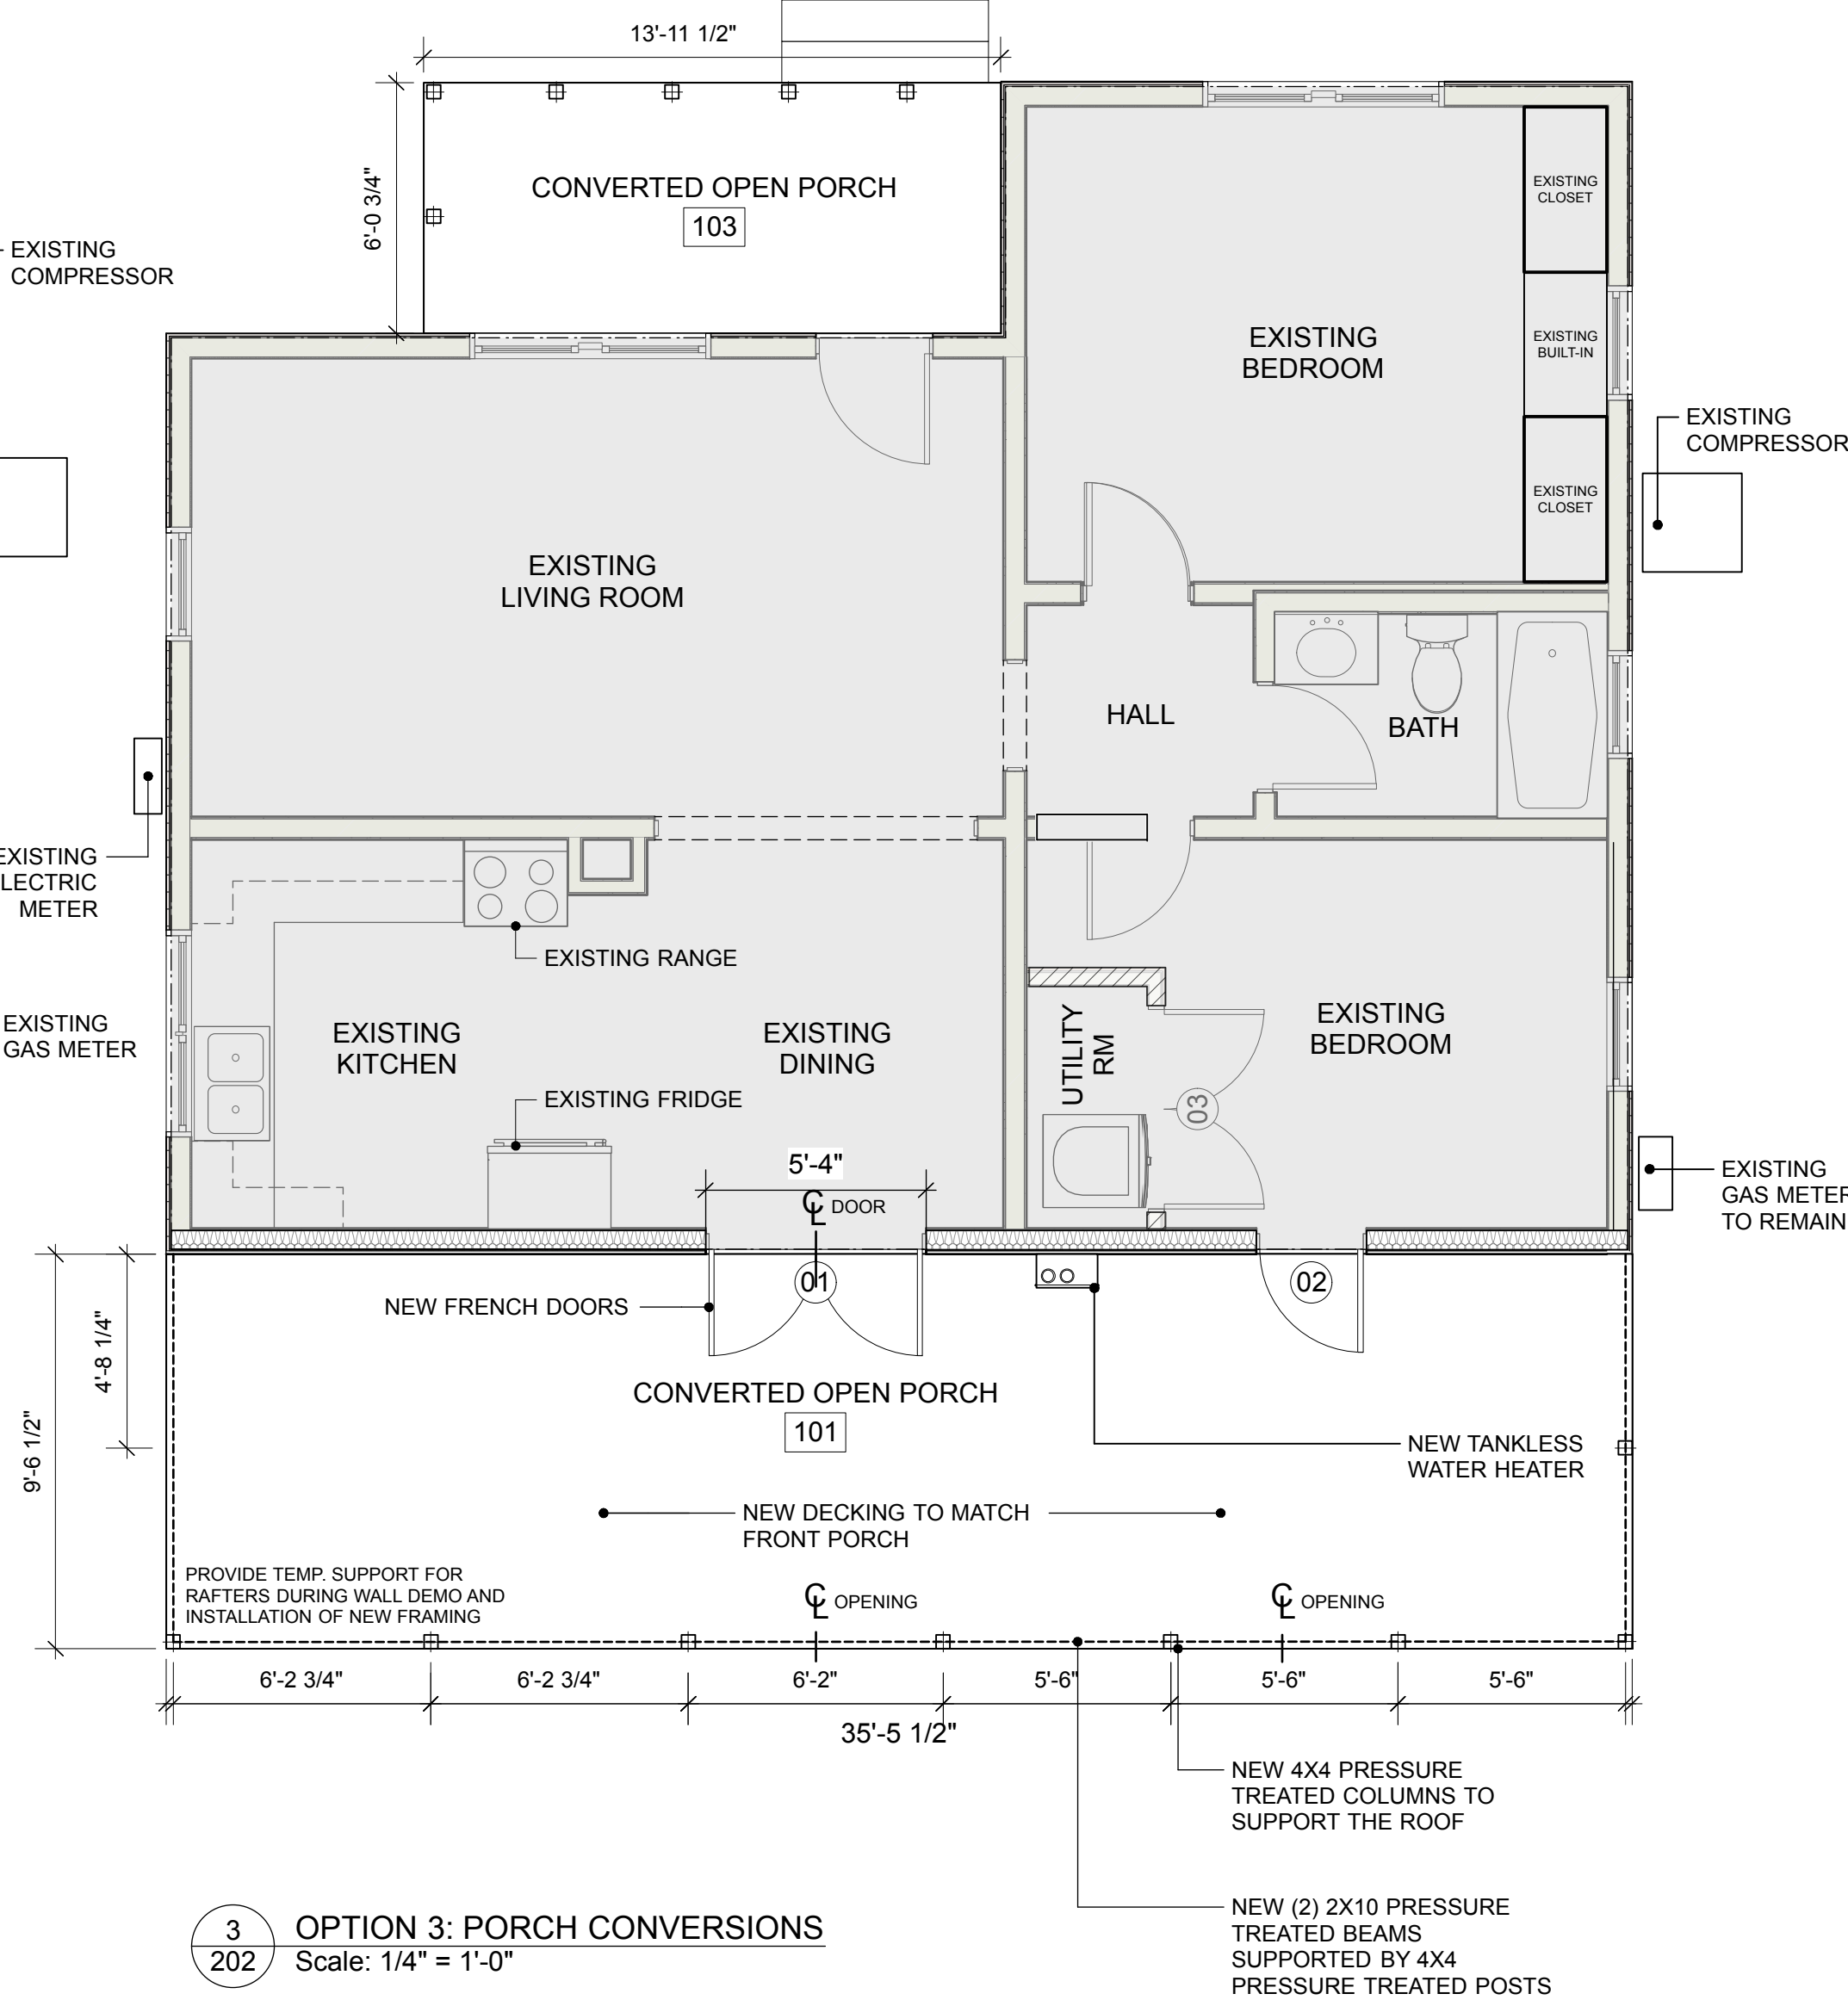 13'-11 1/2"
6'-0 3/4"
CONVERTED OPEN PORCH
103
EXISTING
COMPRESSOR
EXISTING
CLOSET
EXISTING
BUILT-IN
EXISTING
CLOSET
EXISTING
BEDROOM
EXISTING
COMPRESSOR
EXISTING
LIVING ROOM
HALL
BATH
EXISTING
ELECTRIC
METER
EXISTING RANGE
EXISTING
GAS METER
EXISTING
KITCHEN
EXISTING
DINING
EXISTING FRIDGE
UTILITY
RM
EXISTING
BEDROOM
03
5'-4"
CL DOOR
EXISTING
GAS METER
TO REMAIN
01
02
NEW FRENCH DOORS
4'-8 1/4"
9'-6 1/2"
CONVERTED OPEN PORCH
101
NEW TANKLESS
WATER HEATER
NEW DECKING TO MATCH
FRONT PORCH
PROVIDE TEMP. SUPPORT FOR
RAFTERS DURING WALL DEMO AND
INSTALLATION OF NEW FRAMING
CL OPENING
CL OPENING
6'-2 3/4"
6'-2 3/4"
6'-2"
5'-6"
5'-6"
5'-6"
35'-5 1/2"
NEW 4X4 PRESSURE
TREATED COLUMNS TO
SUPPORT THE ROOF
NEW (2) 2X10 PRESSURE
TREATED BEAMS
SUPPORTED BY 4X4
PRESSURE TREATED POSTS
3
202
OPTION 3: PORCH CONVERSIONS
Scale: 1/4" = 1'-0"